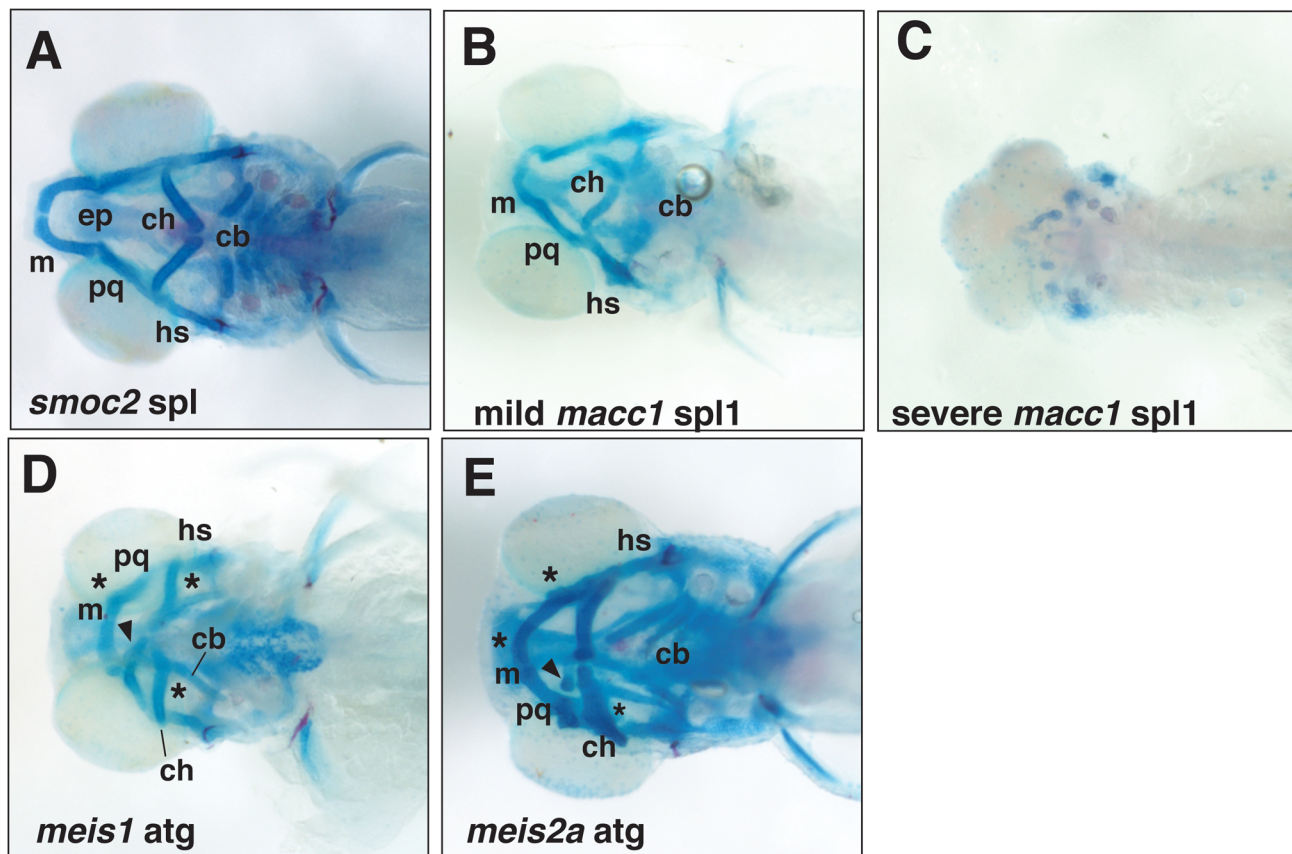 A
ep
ch
cb
m
pq
hs
smoc2 spl
B
ch
m
cb
pq
hs
mild macc1 spl1
C
severe macc1 spl1
D
hs
pq
*
*
m
cb
*
ch
meis1 atg
E
hs
*
*
cb
m
pq
*
ch
meis2a atg